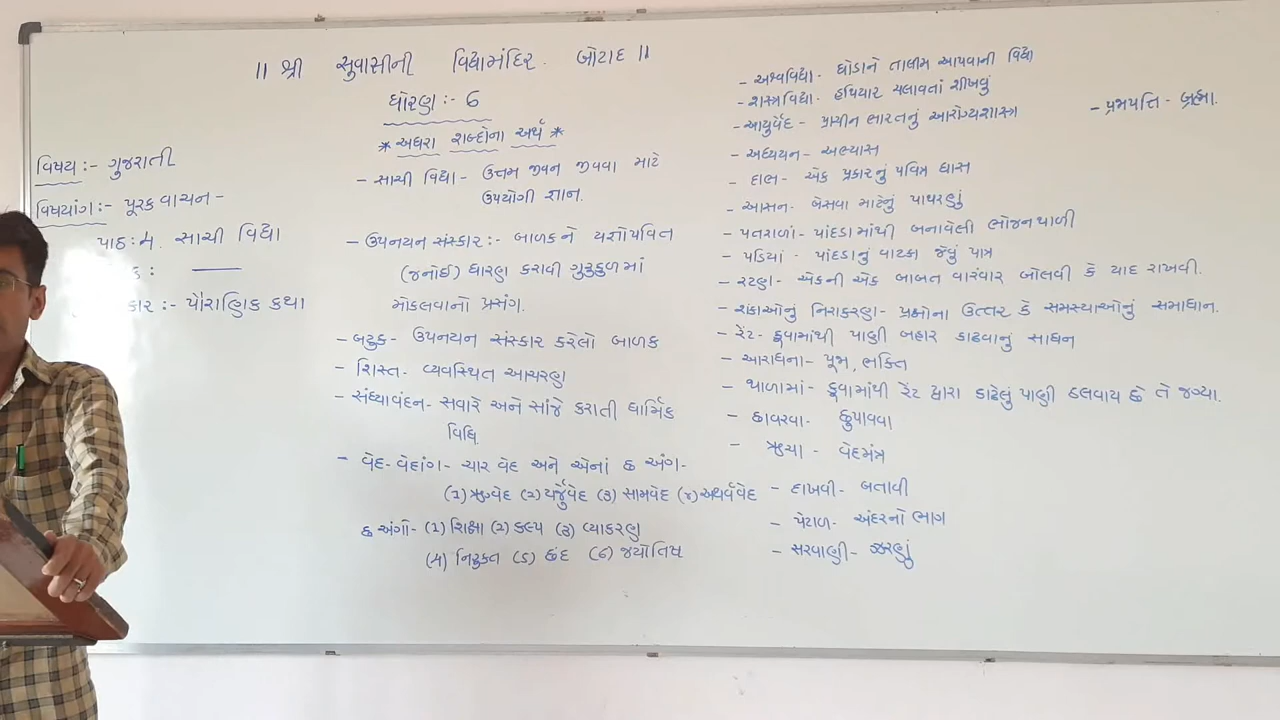 ॥ શ્રી સુવાસીની વિદ્યામંદિર. બોટાદ ॥
ધોરણ :- 6
* અઘરા શબ્દોના અર્થ *
વિષય :- ગુજરાતી
વિષયાંગ :- પૂરક વાચન -
પાઠ : ૧. સાચી વિદ્યા
: ——
કાર :- પૌરાણિક કથા
- સાચી વિદ્યા - ઉત્તમ જીવન જીવવા માટે
ઉપયોગી જ્ઞાન.
- ઉપનયન સંસ્કાર :- બાળકને યજ્ઞોપવિત
(જનોઈ) ધારણ કરાવી ગુરુકુળમાં
મોકલવાનો પ્રસંગ.
- બટુક - ઉપનયન સંસ્કાર કરેલો બાળક
- શિસ્ત - વ્યવસ્થિત આચરણ
- સંધ્યાવંદન - સવારે અને સાંજે કરાતી ધાર્મિક
વિધિ
- વેદ - વેદાંગ - ચાર વેદ અને એનાં છ અંગ -
(૧) ઋગ્વેદ (૨) યર્જુર્વેદ (૩) સામવેદ (૪) અથર્વવેદ
છ અંગો - (૧) શિક્ષા (૨) કલ્પ (૩) વ્યાકરણ
(૪) નિરુકત (૫) છંદ (૬) જયોતિષ
- અશ્વવિદ્યા - ઘોડાને તાલીમ આપવાની વિદ્યા
- શસ્ત્રવિદ્યા - હથિયાર ચલાવતાં શીખવું
- આયુર્વેદ - પ્રાચીન ભારતનું આરોગ્યશાસ્ત્ર
- અધ્યયન - અભ્યાસ
- દાભ - એક પ્રકારનું પવિત્ર ઘાસ
- આસન - બેસવા માટેનું પાથરણું
- પતરાળાં - પાંદડામાંથી બનાવેલી ભોજનથાળી
- પડિયાં - પાંદડાનું વાટકા જેવું પાત્ર
- રટણ - એકની એક બાબત વારંવાર બોલવી કે યાદ રાખવી.
- શંકાઓનું નિરાકરણ - પ્રશ્નોના ઉત્તર કે સમસ્યાઓનું સમાધાન.
- રેંટ - કૂવામાંથી પાણી બહાર કાઢવાનું સાધન
- આરાધના - પૂજા, ભક્તિ
- થાળામાં - કૂવામાંથી રેંટ દ્વારા કાઢેલું પાણી ઠલવાય છે તે જગ્યા.
- છાવરવા - છુપાવવા
- ઋચા - વેદમંત્ર
- દાખવી - બતાવી
- પેટાળ - અંદરનો ભાગ
- સરવાણી - ઝરણું
- પ્રજાપત્તિ - બ્રહ્મા.